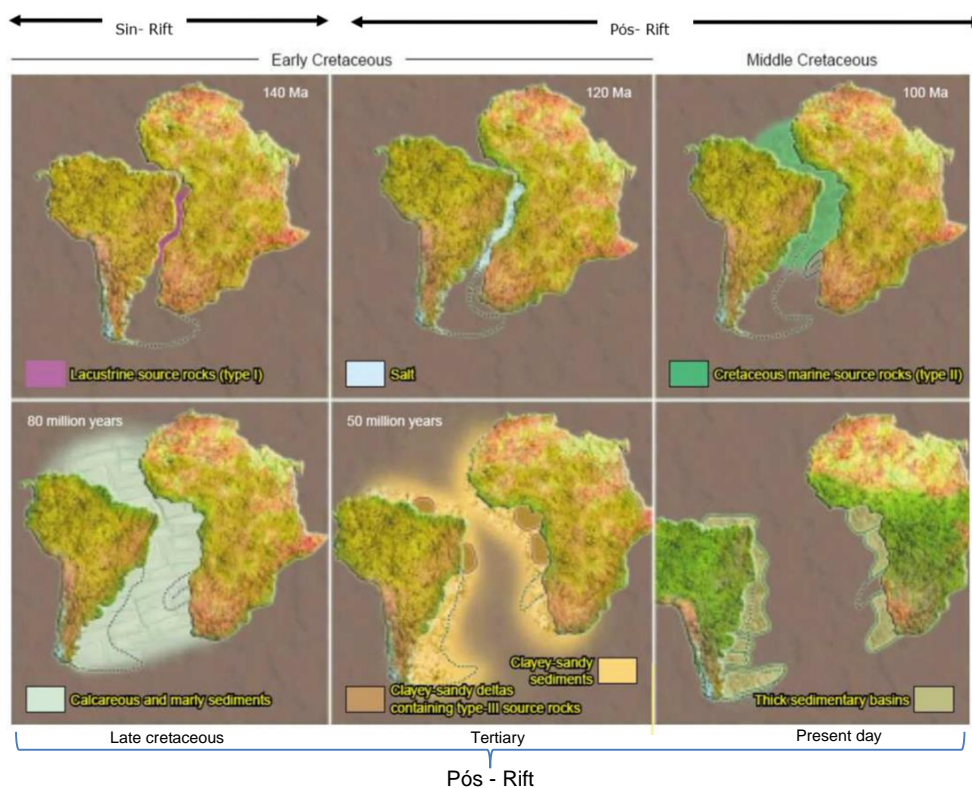 Sin- Rift
Pós- Rift
Early Cretaceous
Middle Cretaceous
140 Ma
120 Ma
100 Ma
Lacustrine source rocks (type I)
Salt
Cretaceous marine source rocks (type II)
80 million years
50 million years
Calcareous and marly sediments
Clayey-sandy
sediments
Clayey-sandy deltas
containing type-III source rocks
Thick sedimentary basins
Late cretaceous
Tertiary
Present day
Pós - Rift